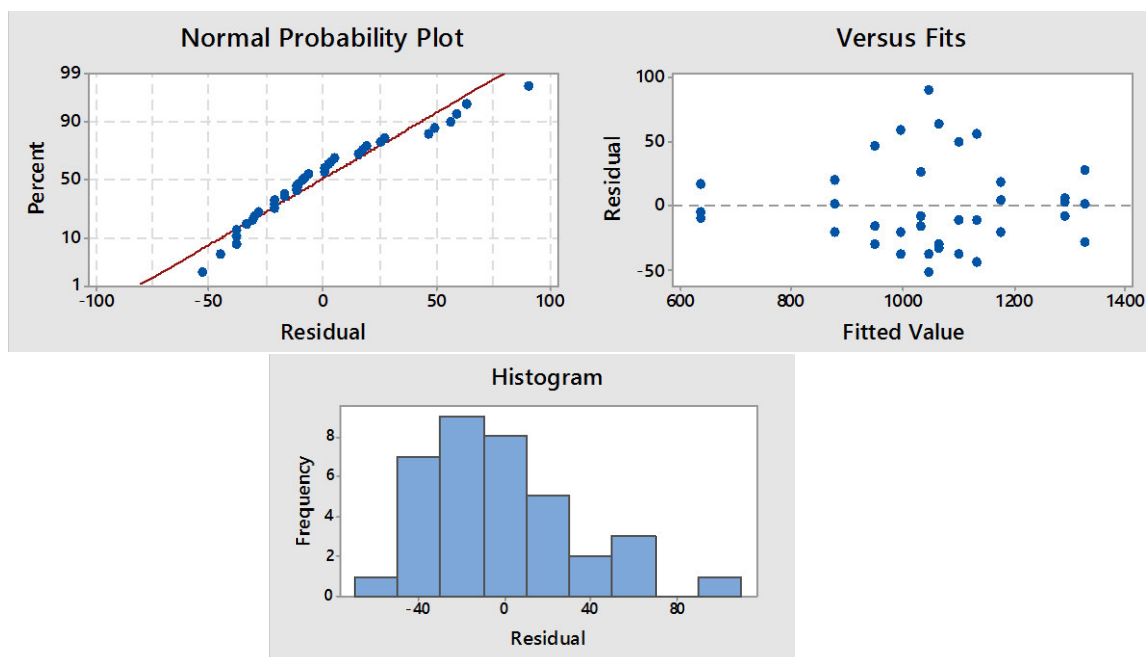 Normal Probability Plot
99
90
50
10
1
Percent
-100 -50 0 50 100
Residual
Versus Fits
100
50
0
-50
Residual
600 800 1000 1200 1400
Fitted Value
Histogram
8
6
4
2
0
Frequency
-40 0 40 80
Residual